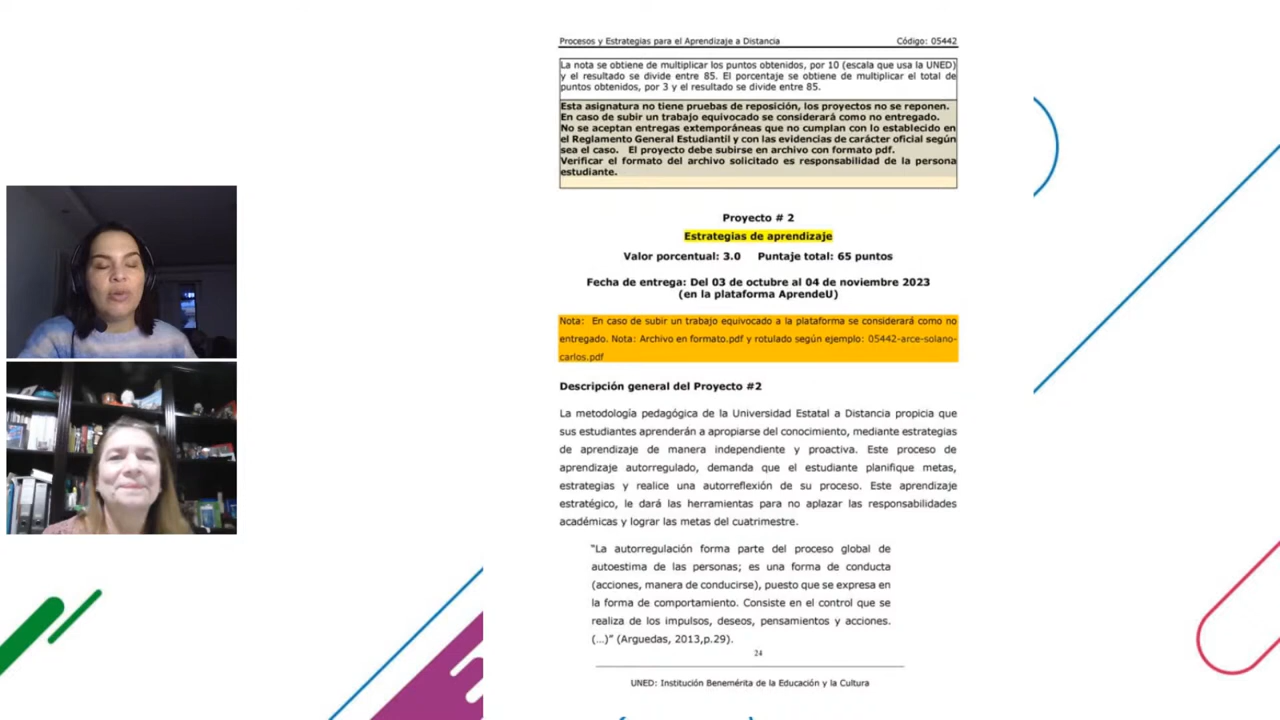 Procesos y Estrategias para el Aprendizaje a Distancia Código: 05442
La nota se obtiene de multiplicar los puntos obtenidos, por 10 (escala que usa la UNED)
y el resultado se divide entre 85. El porcentaje se obtiene de multiplicar el total de
puntos obtenidos, por 3 y el resultado se divide entre 85.
Esta asignatura no tiene pruebas de reposición, los proyectos no se reponen.
En caso de subir un trabajo equivocado se considerará como no entregado.
No se aceptan entregas extemporáneas que no cumplan con lo establecido en
el Reglamento General Estudiantil y con las evidencias de carácter oficial según
sea el caso. El proyecto debe subirse en archivo con formato pdf.
Verificar el formato del archivo solicitado es responsabilidad de la persona
estudiante.
Proyecto # 2
Estrategias de aprendizaje
Valor porcentual: 3.0 Puntaje total: 65 puntos
Fecha de entrega: Del 03 de octubre al 04 de noviembre 2023
(en la plataforma AprendeU)
Nota: En caso de subir un trabajo equivocado a la plataforma se considerará como no
entregado. Nota: Archivo en formato.pdf y rotulado según ejemplo: 05442-arce-solano-
carlos.pdf
Descripción general del Proyecto #2
La metodología pedagógica de la Universidad Estatal a Distancia propicia que
sus estudiantes aprenderán a apropiarse del conocimiento, mediante estrategias
de aprendizaje de manera independiente y proactiva. Este proceso de
aprendizaje autorregulado, demanda que el estudiante planifique metas,
estrategias y realice una autorreflexión de su proceso. Este aprendizaje
estratégico, le dará las herramientas para no aplazar las responsabilidades
académicas y lograr las metas del cuatrimestre.
“La autorregulación forma parte del proceso global de
autoestima de las personas; es una forma de conducta
(acciones, manera de conducirse), puesto que se expresa en
la forma de comportamiento. Consiste en el control que se
realiza de los impulsos, deseos, pensamientos y acciones.
(…)” (Arguedas, 2013,p.29).
24
UNED: Institución Benemérita de la Educación y la Cultura